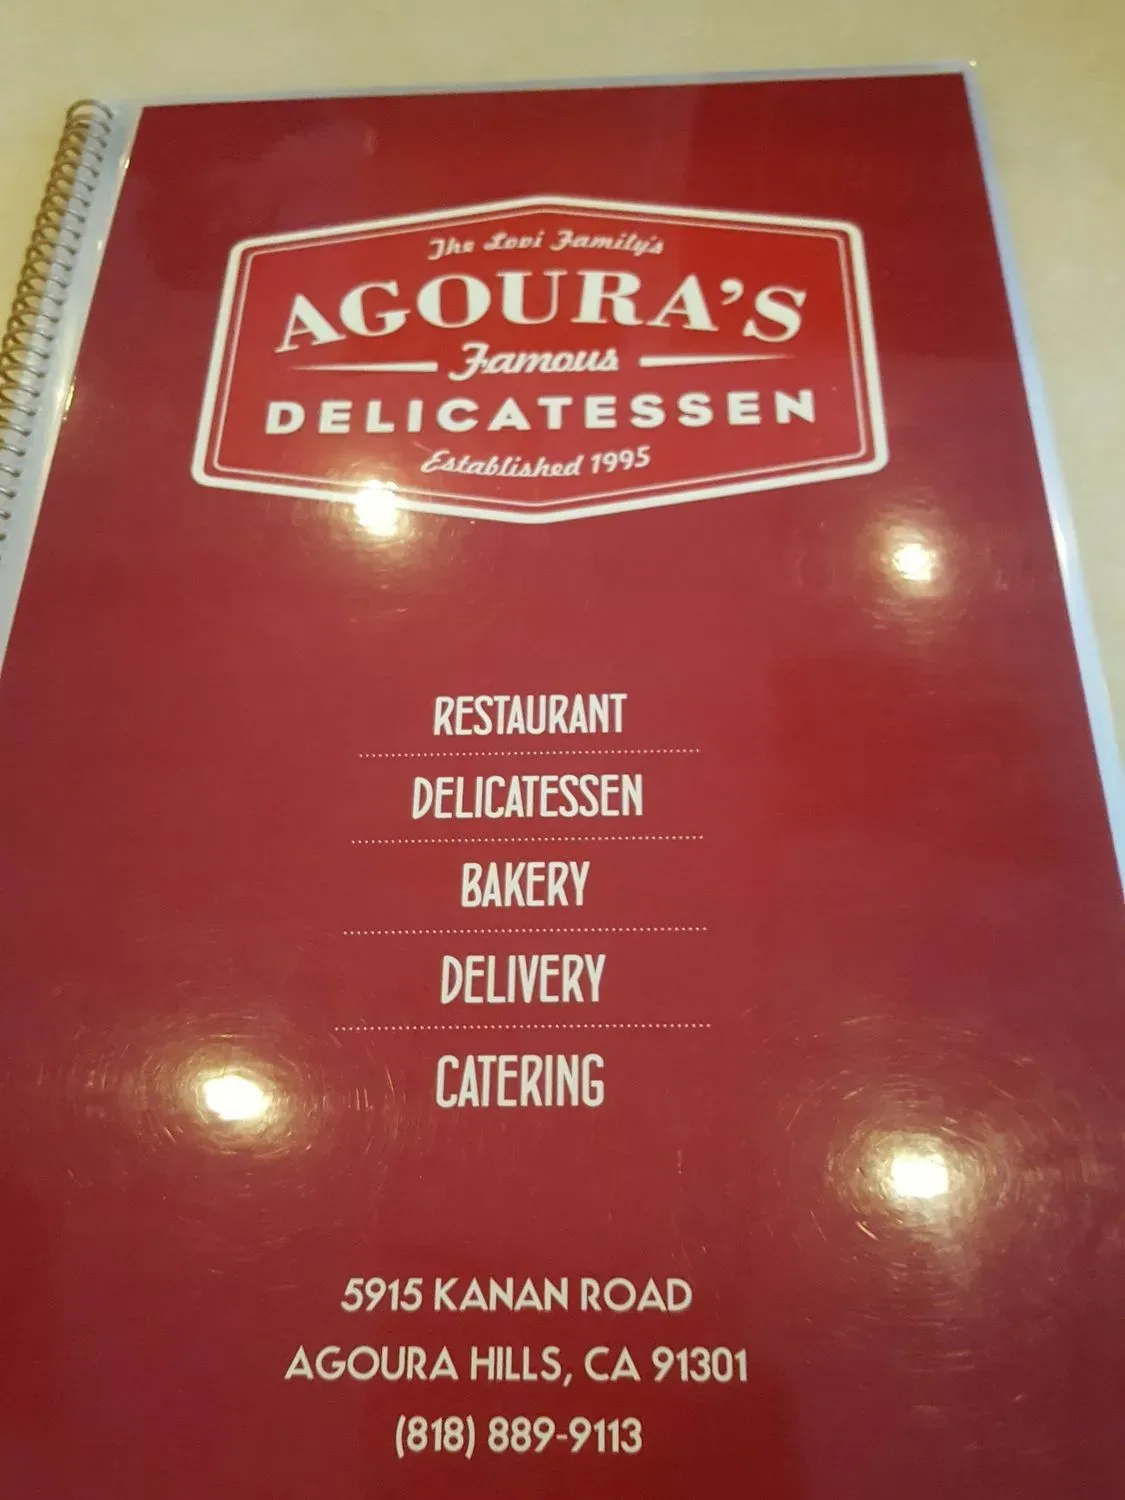 The Lovi Family's
AGOURA'S
Famous
DELICATESSEN
Established 1995
RESTAURANT
DELICATESSEN
BAKERY
DELIVERY
CATERING
5915 KANAN ROAD
AGOURA HILLS, CA 91301
(818) 889-9113